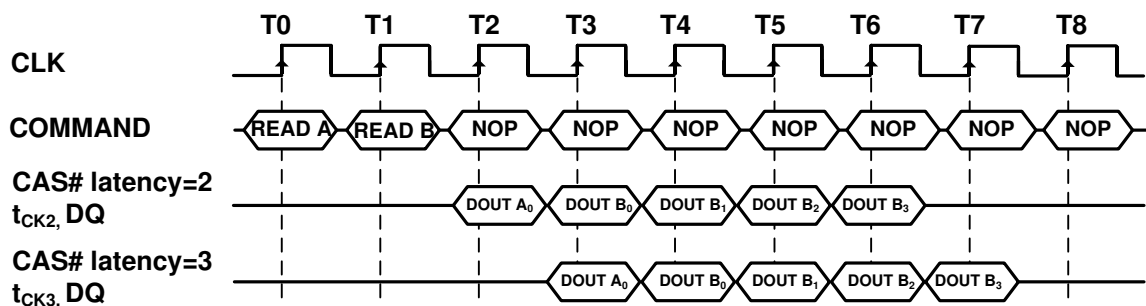 T0 T1 T2 T3 T4 T5 T6 T7 T8
CLK
COMMAND READ A READ B NOP NOP NOP NOP NOP NOP NOP
CAS# latency=2
tCK2, DQ DOUT A0 DOUT B0 DOUT B1 DOUT B2 DOUT B3
CAS# latency=3
tCK3, DQ DOUT A0 DOUT B0 DOUT B1 DOUT B2 DOUT B3